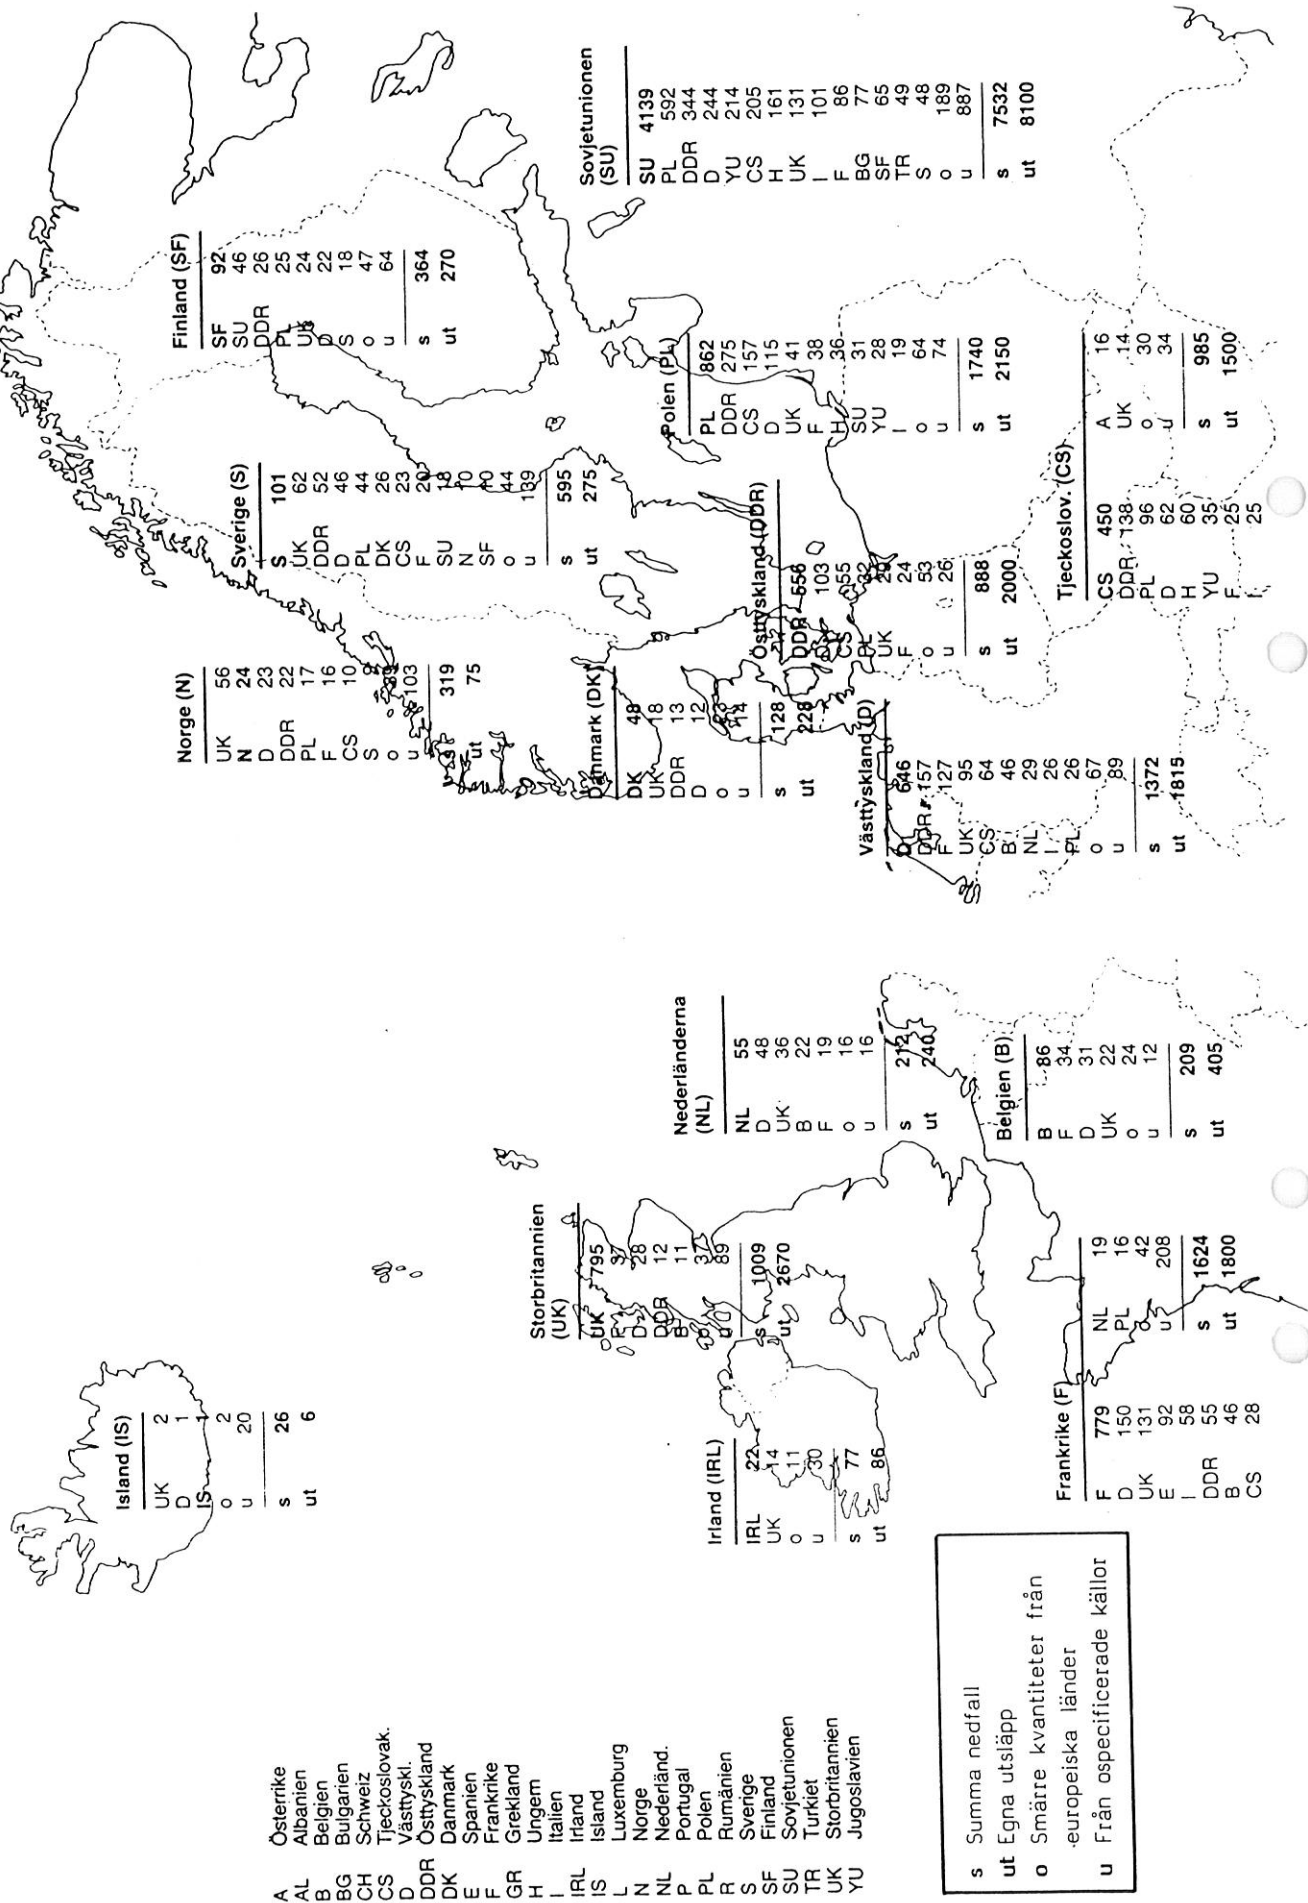 A Österrike
AL Albanien
B Belgien
BG Bulgarien
CH Schweiz
CS Tjeckoslovak.
D Västtyskl.
DDR Östtyskland
DK Danmark
E Spanien
F Frankrike
GR Grekland
H Ungern
I Italien
IRL Irland
IS Island
L Luxemburg
N Norge
NL Nederländ.
P Portugal
PL Polen
R Rumänien
S Sverige
SF Finland
SU Sovjetunionen
TR Turkiet
UK Storbritannien
YU Jugoslavien
s Summa nedfall
ut Egna utsläpp
o Smärre kvantiteter från
europeiska länder
u Från ospecificerade källor
Island (IS)
UK 2
D 1
IS 1
o 2
u 20
s 26
ut 6
Irland (IRL)
IRL 22
UK 14
o 11
u 30
s 77
ut 86
Storbritannien
(UK)
UK 795
F 37
D 28
DDR 12
B 11
o 37
u 89
s 1009
ut 2670
Frankrike (F)
F 779
D 150
UK 131
E 92
I 58
DDR 55
B 46
CS 28
NL 19
PL 16
o 42
u 208
s 1624
ut 1800
Nederländerna
(NL)
NL 55
D 48
UK 36
B 22
F 19
o 16
u 16
s 212
ut 240
Belgien (B)
B 86
F 34
D 31
UK 22
o 24
u 12
s 209
ut 405
Norge (N)
UK 56
N 24
D 23
DDR 22
PL 17
F 16
CS 10
S 9
o 39
u 103
s 319
ut 75
Danmark (DK)
DK 48
UK 18
DDR 13
D 12
o 23
u 14
s 128
ut 228
Västtyskland (D)
D 646
DDR 157
F 127
UK 95
CS 64
B 46
NL 29
I 26
PL 26
o 67
u 89
s 1372
ut 1815
Sverige (S)
S 101
UK 62
DDR 52
D 46
PL 44
DK 26
CS 23
F 20
SU 18
N 10
SF 10
o 44
u 139
s 595
ut 275
Östtyskland (DDR)
DDR 556
D 103
CS 55
PL 32
UK 29
F 24
o 53
u 26
s 888
ut 2000
Finland (SF)
SF 92
SU 46
DDR 26
PL 25
UK 24
D 22
S 18
o 47
u 64
s 364
ut 270
Polen (PL)
PL 862
DDR 275
CS 157
D 115
UK 41
F 38
H 36
SU 31
YU 28
I 19
o 64
u 74
s 1740
ut 2150
Tjeckoslov. (CS)
CS 450
DDR 138
PL 96
D 62
H 60
YU 35
F 25
I 25
A 16
UK 14
o 30
u 34
s 985
ut 1500
Sovjetunionen
(SU)
SU 4139
PL 592
DDR 344
D 244
YU 214
CS 205
H 161
UK 131
I 101
F 86
BG 77
SF 65
TR 49
S 48
o 189
u 887
s 7532
ut 8100